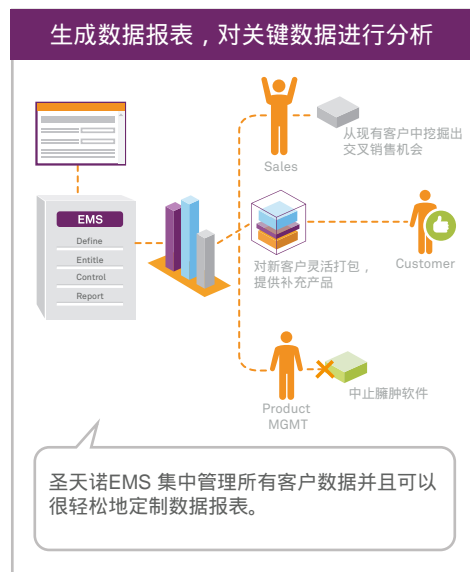 生成数据报表，对关键数据进行分析
EMS
Define
Entitle
Control
Report
Sales
从现有客户中挖掘出
交叉销售机会
对新客户灵活打包，
提供补充产品
Customer
Product
MGMT
中止臃肿软件
圣天诺EMS 集中管理所有客户数据并且可以
很轻松地定制数据报表。